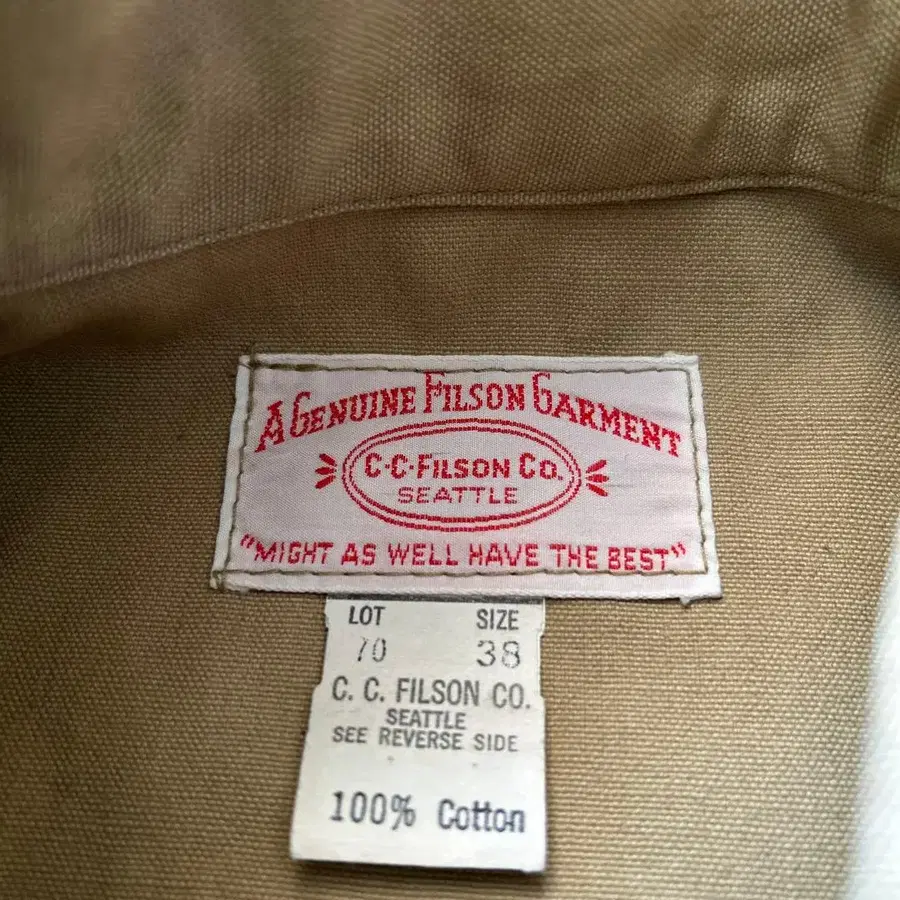 A GENUINE FILSON GARMENT
C·C·FILSON CO.
SEATTLE
"MIGHT AS WELL HAVE THE BEST"
LOT SIZE
70 38
C. C. FILSON CO.
SEATTLE
SEE REVERSE SIDE
100% Cotton